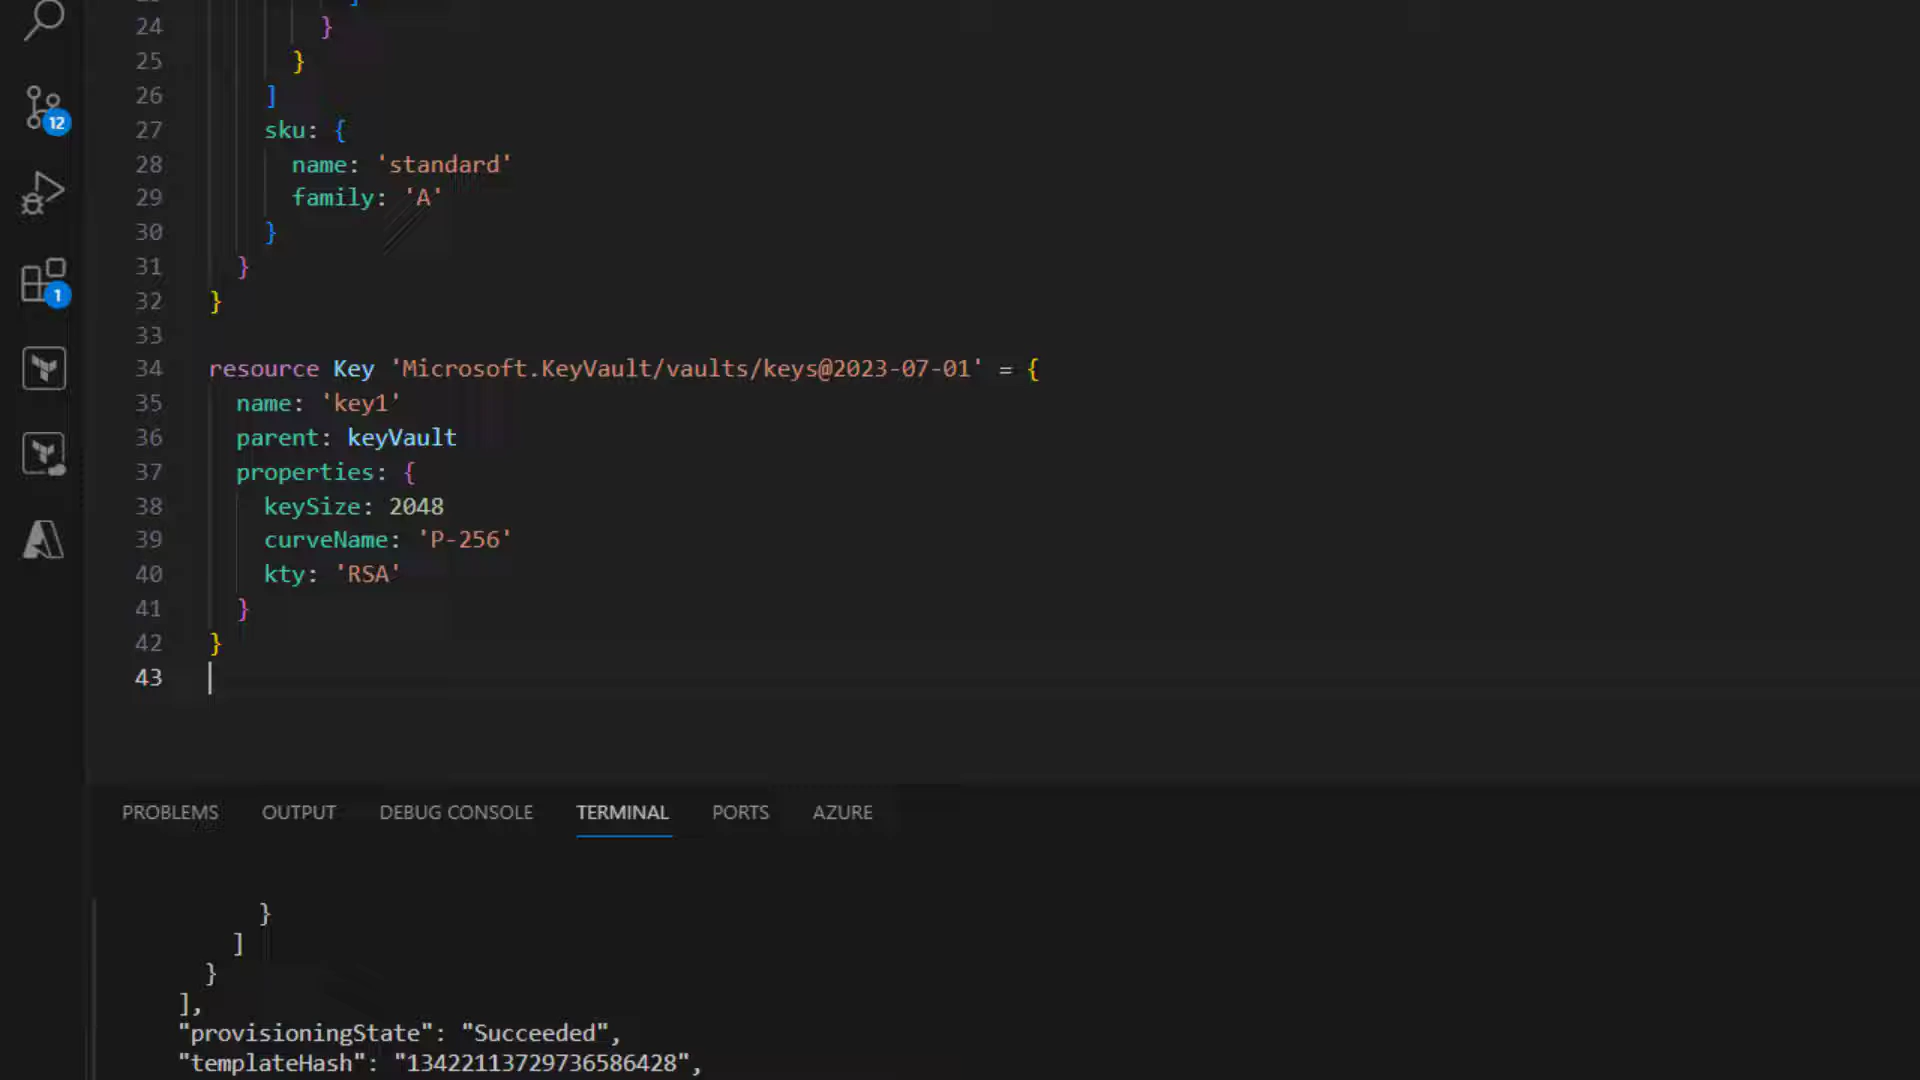 24 }
25 }
26 ]
27 sku: {
28 name: 'standard'
29 family: 'A'
30 }
31 }
32 }
33
34 resource Key 'Microsoft.KeyVault/vaults/keys@2023-07-01' = {
35 name: 'key1'
36 parent: keyVault
37 properties: {
38 keySize: 2048
39 curveName: 'P-256'
40 kty: 'RSA'
41 }
42 }
43
12
1
PROBLEMS OUTPUT DEBUG CONSOLE TERMINAL PORTS AZURE
}
]
}
],
"provisioningState": "Succeeded",
"templateHash": "13422113729736586428",